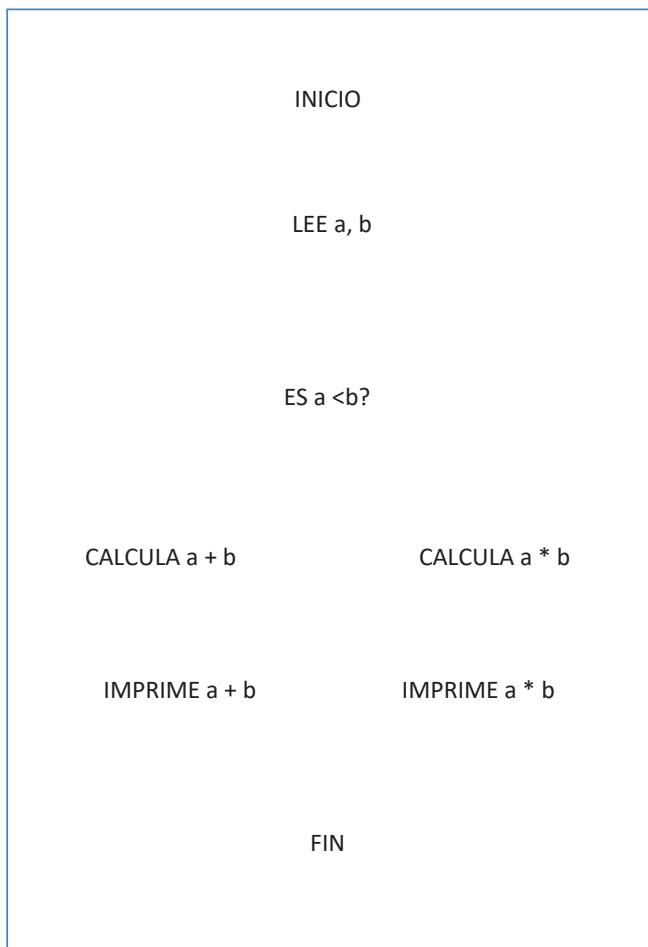 INICIO
LEE a, b
ES a <b?
CALCULA a + b
CALCULA a * b
IMPRIME a + b
IMPRIME a * b
FIN